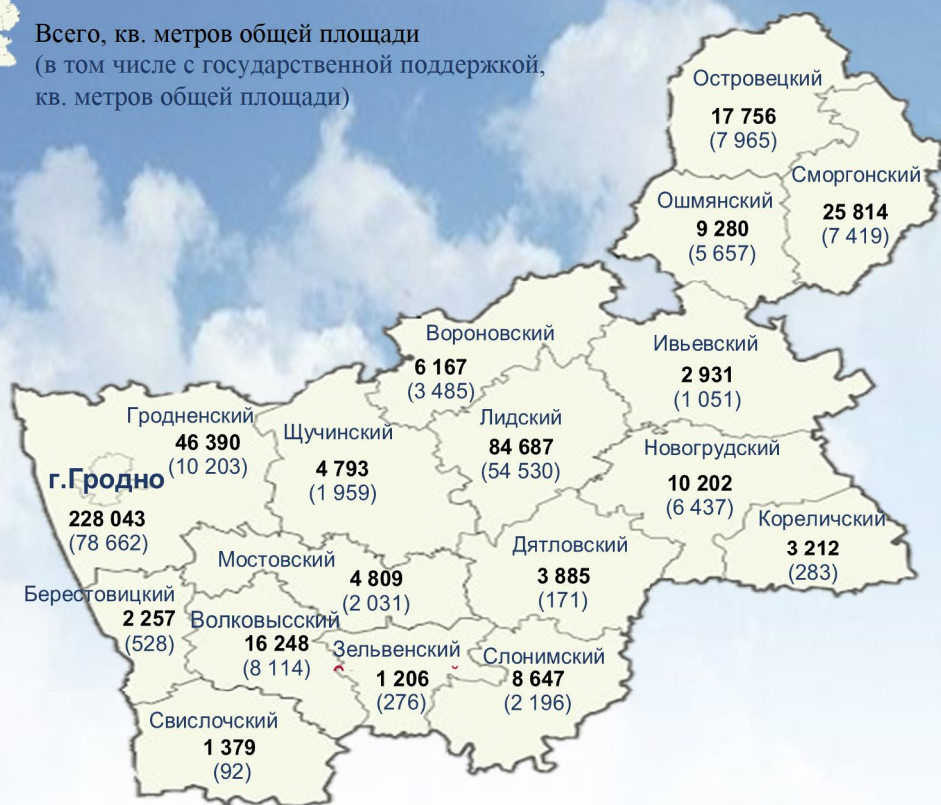 Всего, кв. метров общей площади
(в том числе с государственной поддержкой,
кв. метров общей площади)
Островецкий
17 756
(7 965)
Сморгонский
25 814
(7 419)
Ошмянский
9 280
(5 657)
Вороновский
6 167
(3 485)
Ивьевский
2 931
(1 051)
Гродненский
46 390
(10 203)
Щучинский
4 793
(1 959)
Лидский
84 687
(54 530)
Новогрудский
10 202
(6 437)
г.Гродно
228 043
(78 662)
Кореличский
3 212
(283)
Мостовский
4 809
(2 031)
Дятловский
3 885
(171)
Берестовицкий
2 257
(528)
Волковысский
16 248
(8 114)
Зельвенский
1 206
(276)
Слонимский
8 647
(2 196)
Свислочский
1 379
(92)